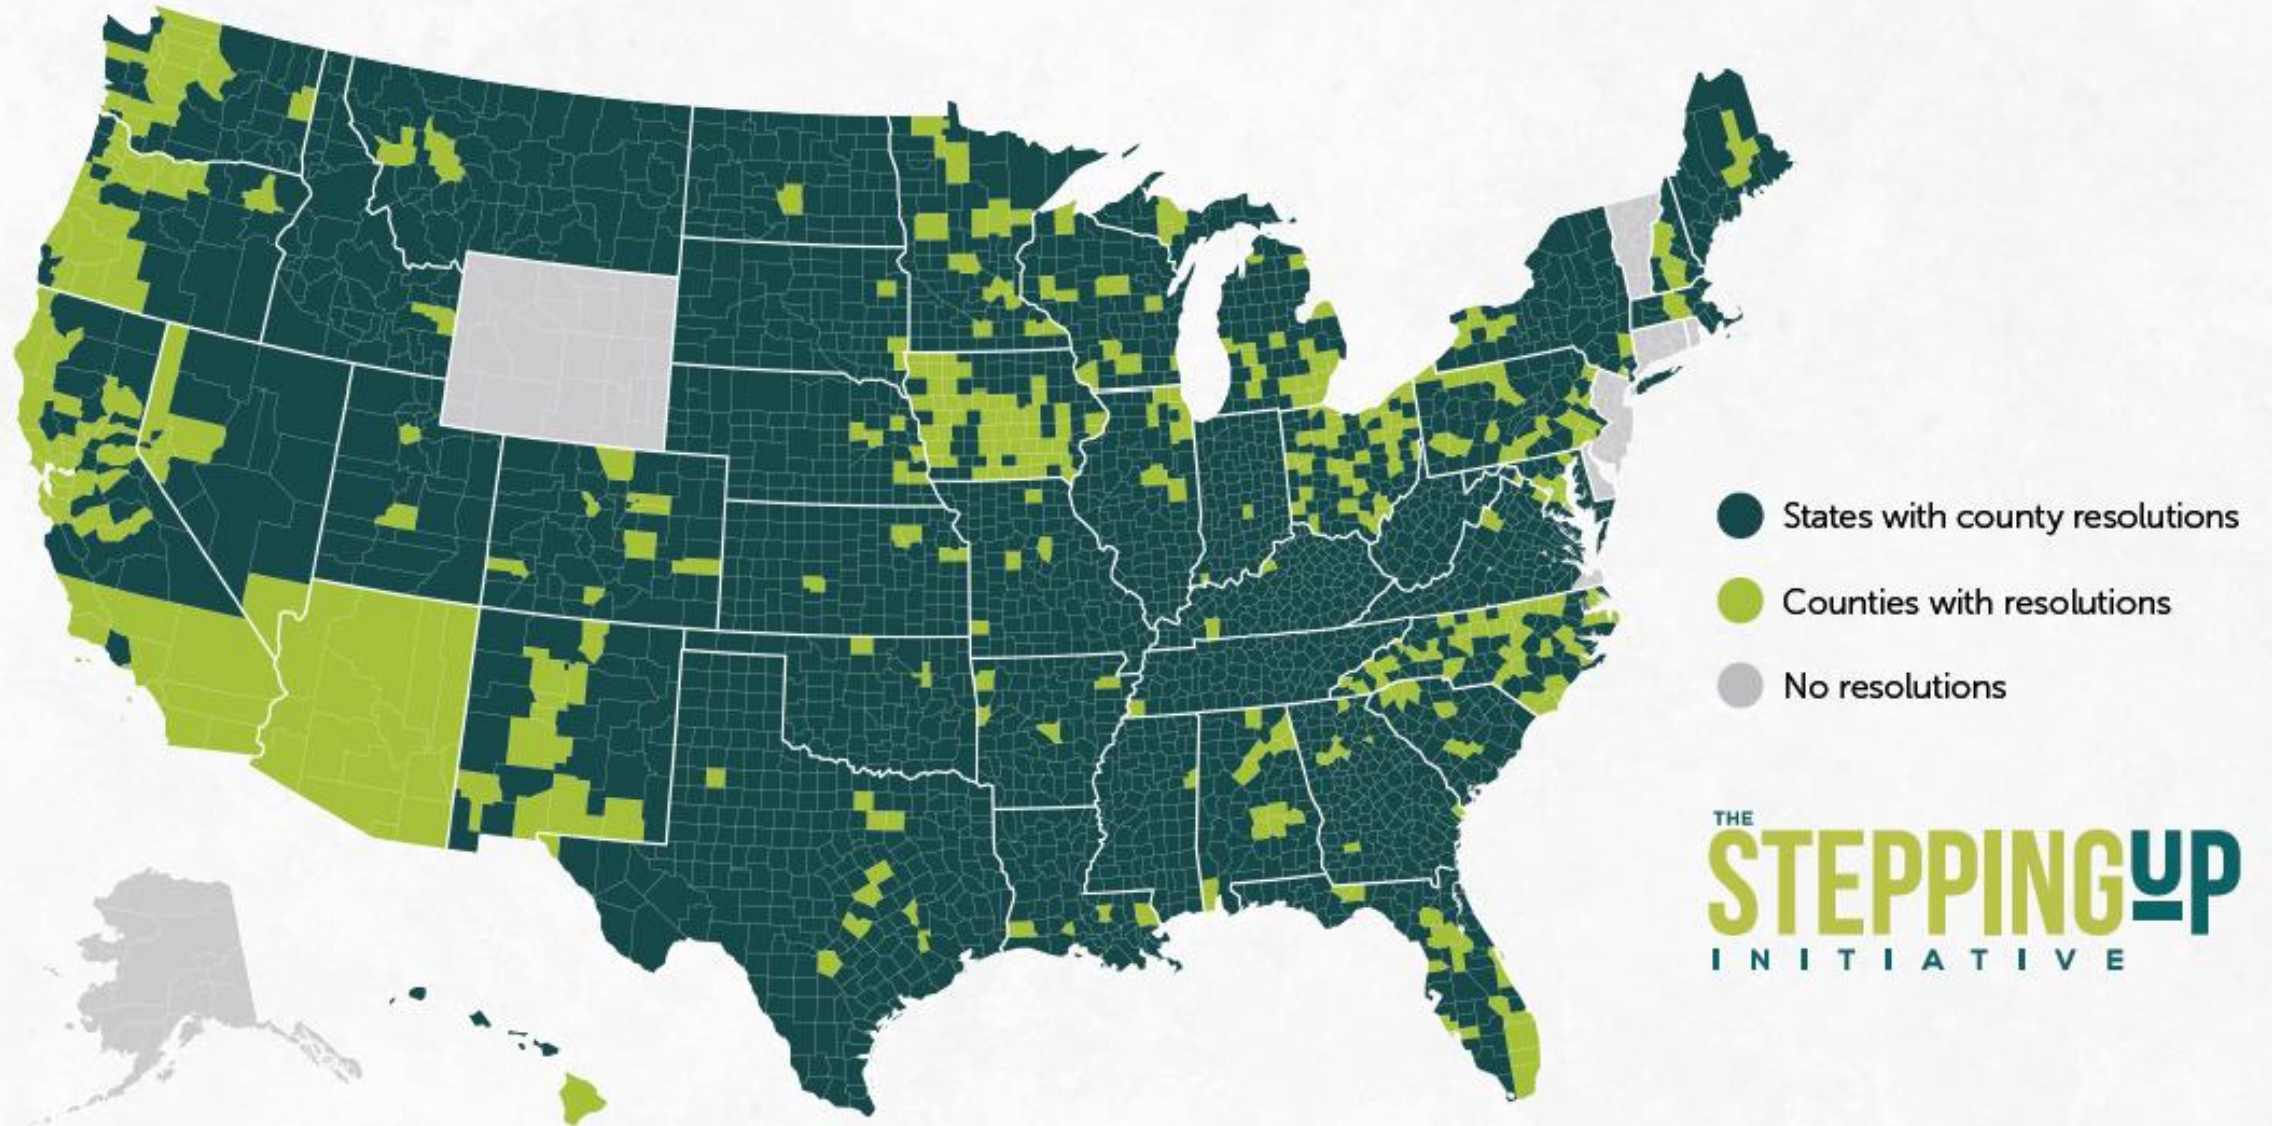 States with county resolutions
Counties with resolutions
No resolutions
THE
STEPPINGUP
INITIATIVE